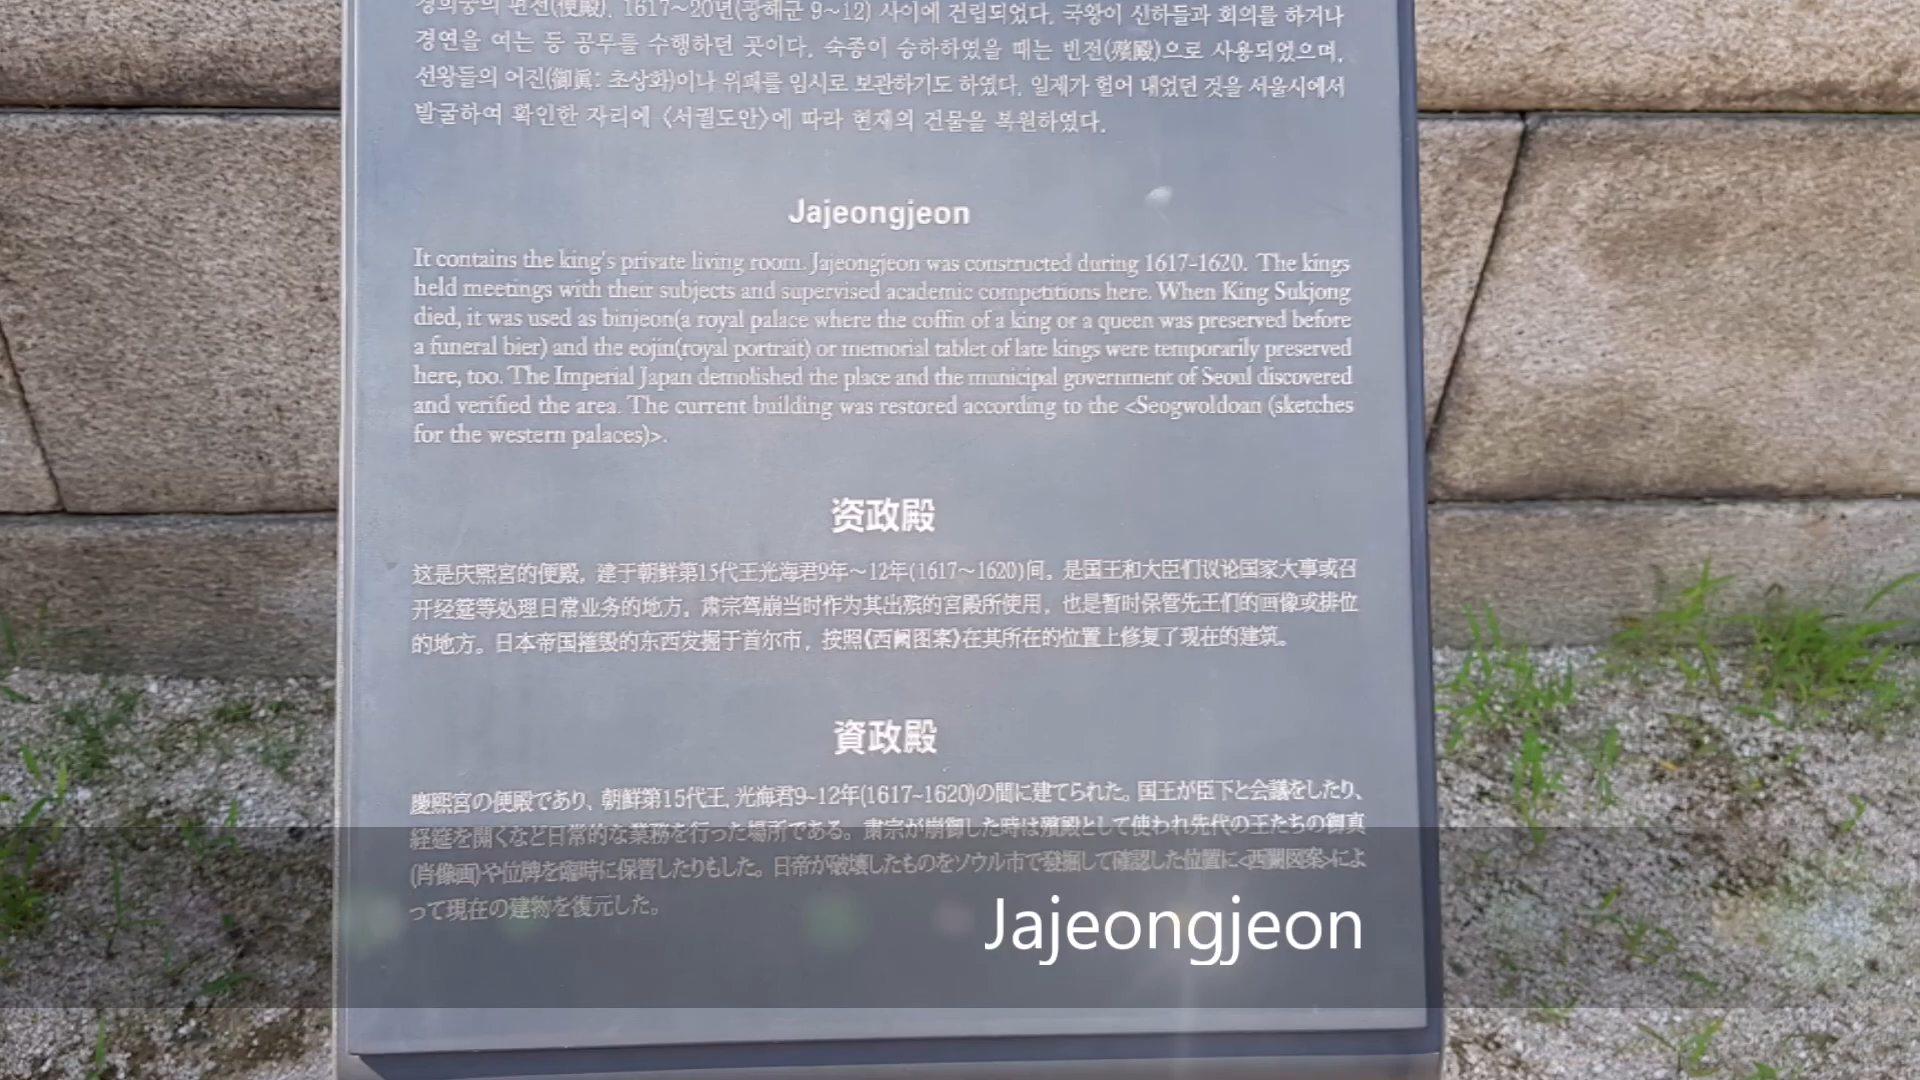 경희궁의 편전(便殿). 1617～20년(광해군 9～12) 사이에 건립되었다. 국왕이 신하들과 회의를 하거나
경연을 여는 등 공무를 수행하던 곳이다. 숙종이 승하하였을 때는 빈전(殯殿)으로 사용되었으며,
선왕들의 어진(御眞: 초상화)이나 위패를 임시로 보관하기도 하였다. 일제가 헐어 내었던 것을 서울시에서
발굴하여 확인한 자리에 〈서궐도안〉에 따라 현재의 건물을 복원하였다.
Jajeongjeon
It contains the king's private living room. Jajeongjeon was constructed during 1617-1620. The kings
held meetings with their subjects and supervised academic competitions here. When King Sukjong
died, it was used as binjeon(a royal palace where the coffin of a king or a queen was preserved before
a funeral bier) and the eojin(royal portrait) or memorial tablet of late kings were temporarily preserved
here, too. The Imperial Japan demolished the place and the municipal government of Seoul discovered
and verified the area. The current building was restored according to the <Seogwoldoan (sketches
for the western palaces)>.
资政殿
这是庆熙宮的便殿，建于朝鲜第15代王光海君9年～12年(1617～1620)间。是国王和大臣们议论国家大事或召
开经筵等处理日常业务的地方。肃宗驾崩当时作为其出殡的宮殿所使用，也是暂时保管先王们的画像或排位
的地方。日本帝国摧毁的东西发掘于首尔市，按照《西阙图案》在其所在的位置上修复了现在的建筑。
資政殿
慶熙宮の便殿であり、朝鮮第15代王, 光海君9~12年(1617~1620)の間に建てられた。国王が臣下と会議をしたり、
経筵を開くなど日常的な業務を行った場所である。粛宗が崩御した時は殯殿として使われ先代の王たちの御真
(肖像画)や位牌を臨時に保管したりもした。日帝が破壊したものをソウル市で発掘して確認した位置に<西闕図案>によ
って現在の建物を復元した。
Jajeongjeon